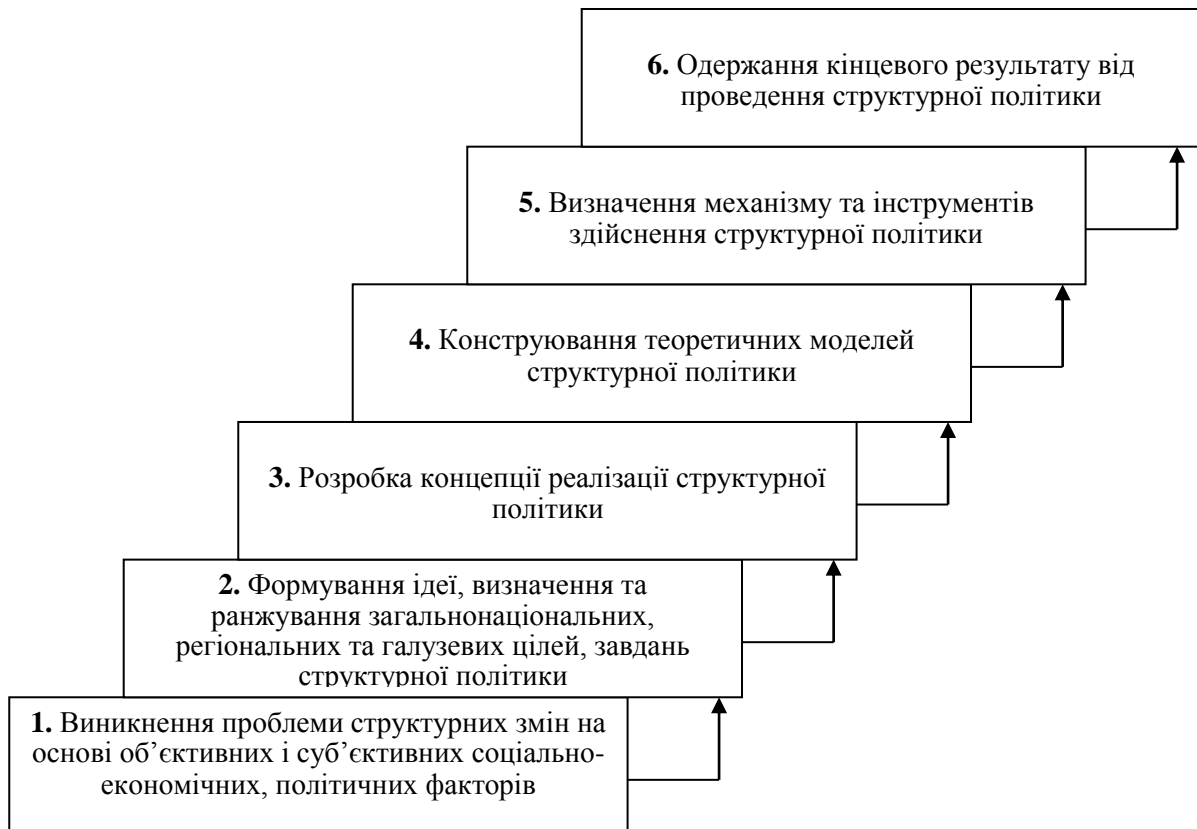 6. Одержання кінцевого результату від
проведення структурної політики
5. Визначення механізму та інструментів
здійснення структурної політики
4. Конструювання теоретичних моделей
структурної політики
3. Розробка концепції реалізації структурної
політики
2. Формування ідеї, визначення та
ранжування загальнонаціональних,
регіональних та галузевих цілей, завдань
структурної політики
1. Виникнення проблеми структурних змін на
основі об’єктивних і суб’єктивних соціально-
економічних, політичних факторів